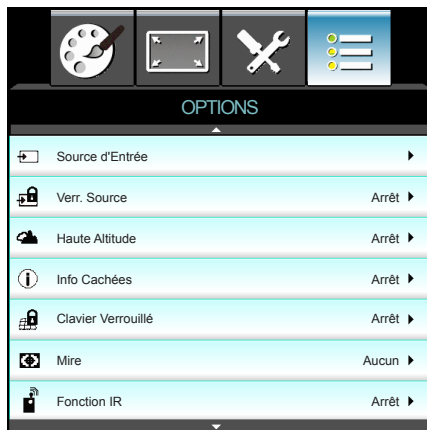 OPTIONS
Source d'Entrée
Verr. Source Arrêt
Haute Altitude Arrêt
Info Cachées Arrêt
Clavier Verrouillé Arrêt
Mire Aucun
Fonction IR Arrêt